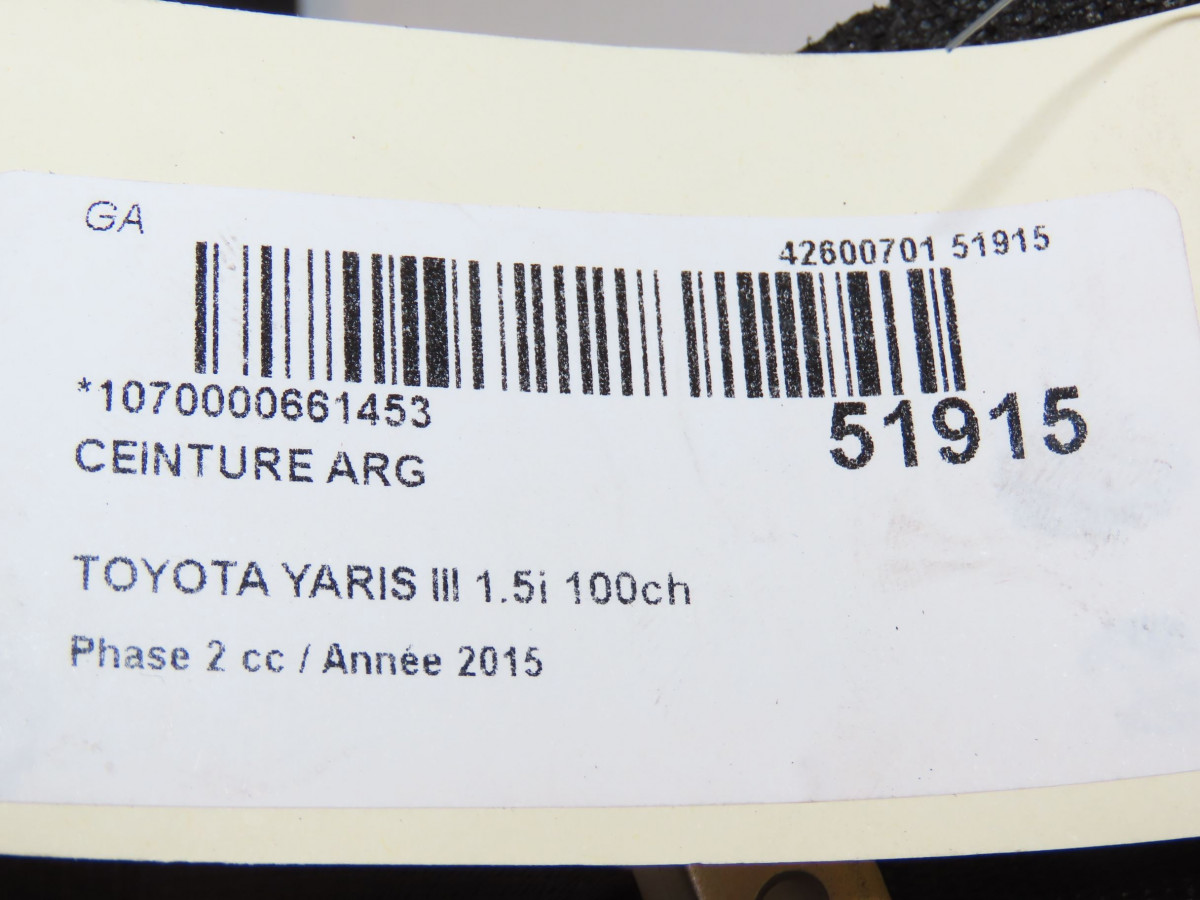 GA
42600701 51915
*1070000661453
51915
CEINTURE ARG
TOYOTA YARIS III 1.5i 100ch
Phase 2 cc / Année 2015